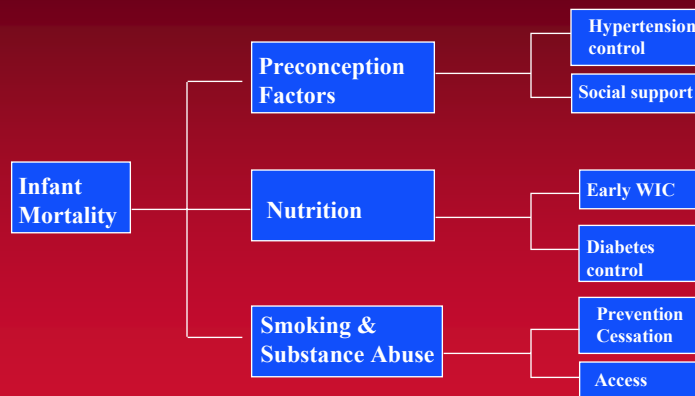 Infant
Mortality
Preconception
Factors
Hypertension
control
Social support
Nutrition
Early WIC
Diabetes
control
Smoking &
Substance Abuse
Prevention
Cessation
Access